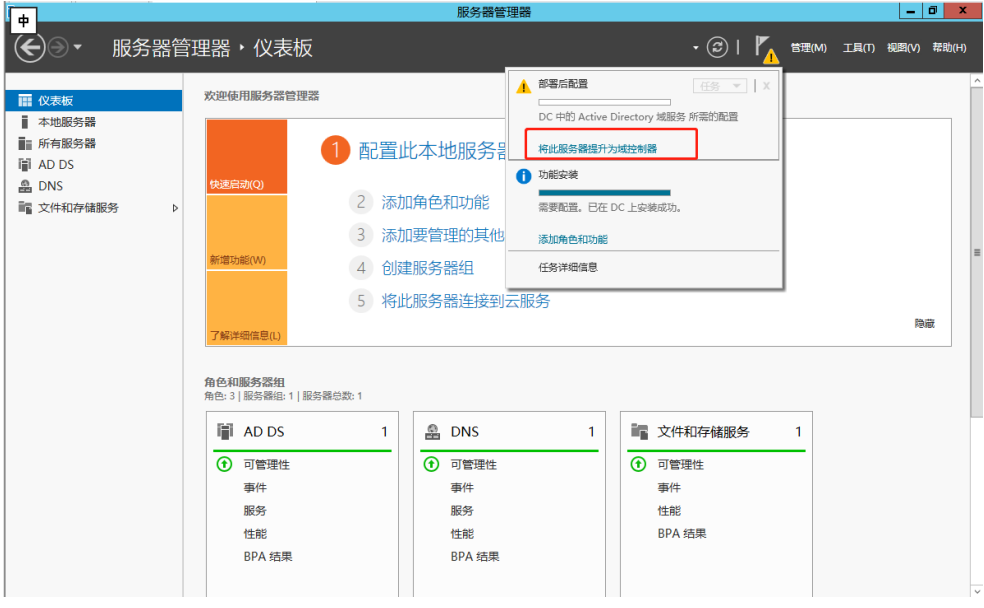 服务器管理器
中
服务器管理器 · 仪表板
管理(M) 工具(T) 视图(V) 帮助(H)
仪表板
本地服务器
所有服务器
AD DS
DNS
文件和存储服务
欢迎使用服务器管理器
快速启动(Q)
新增功能(W)
了解详细信息(L)
1 配置此本地服务器
2 添加角色和功能
3 添加要管理的其他
4 创建服务器组
5 将此服务器连接到云服务
隐藏
部署后配置
任务
X
DC 中的 Active Directory 域服务 所需的配置
将此服务器提升为域控制器
功能安装
需要配置。已在 DC 上安装成功。
添加角色和功能
任务详细信息
角色和服务器组
角色: 3 | 服务器组: 1 | 服务器总数: 1
AD DS 1
可管理性
事件
服务
性能
BPA 结果
DNS 1
可管理性
事件
服务
性能
BPA 结果
文件和存储服务 1
可管理性
事件
性能
BPA 结果